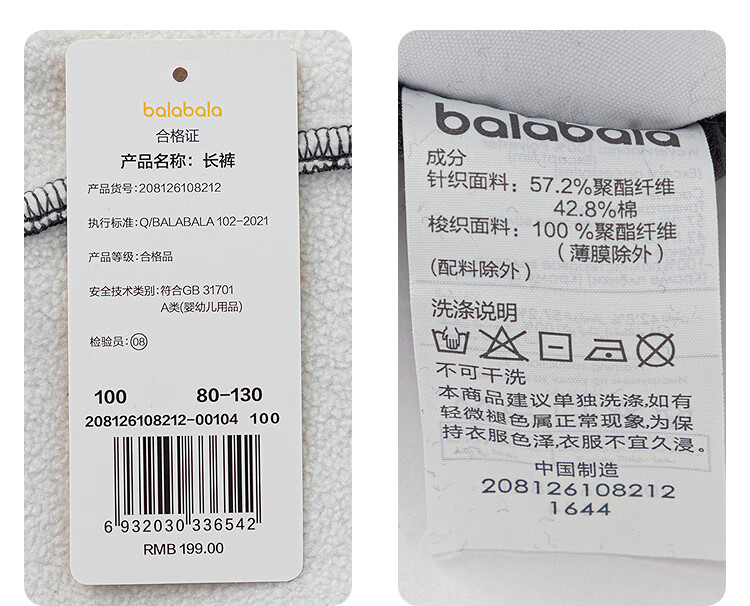 balabala
合格证
产品名称：长裤
产品货号：208126108212
执行标准：Q/BALABALA 102-2021
产品等级：合格品
安全技术类别：符合GB 31701
A类(婴幼儿用品)
检验员：08
100 80-130
208126108212-00104 100
6 932030 336542
RMB 199.00
balabala
成分
针织面料：57.2%聚酯纤维
42.8%棉
梭织面料：100 %聚酯纤维
（薄膜除外）
(配料除外）
洗涤说明
不可干洗
本商品建议单独洗涤,如有
轻微褪色属正常现象,为保
持衣服色泽,衣服不宜久浸。
中国制造
208126108212
1644